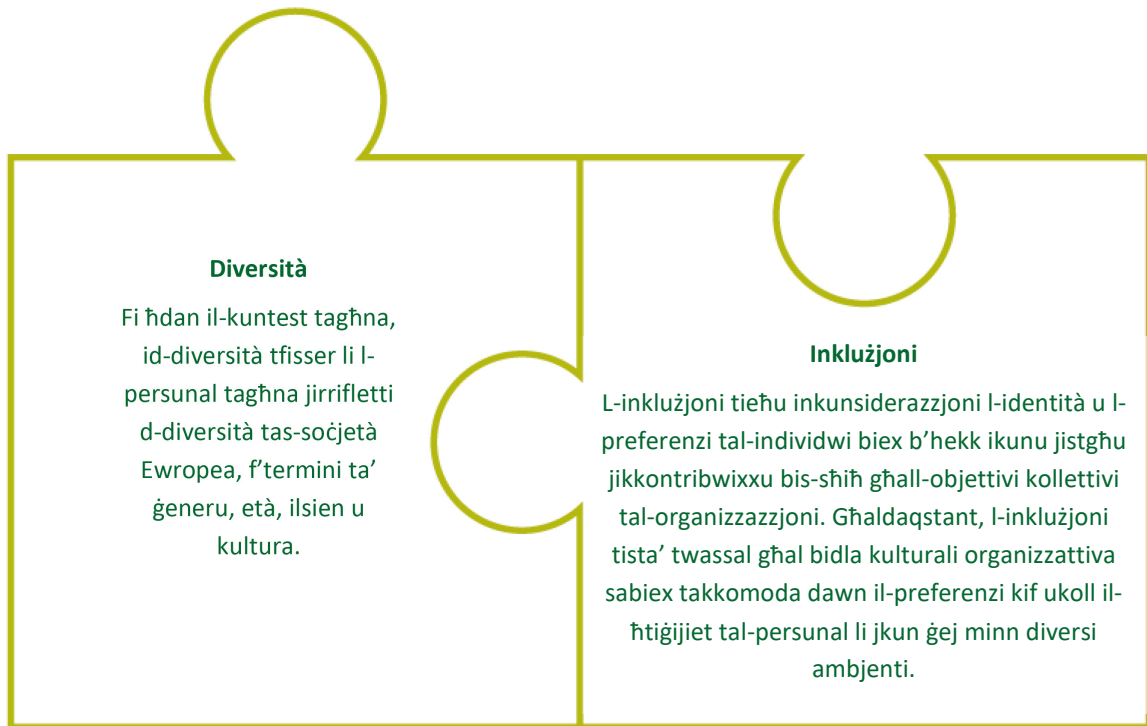 Diversità
Fi ħdan il-kuntest tagħna,
id-diversità tfisser li l-
persunal tagħna jirrifletti
d-diversità tas-soċjetà
Ewropea, f’termini ta’
ġeneru, età, ilsien u
kultura.
Inklużjoni
L-inklużjoni tieħu inkunsiderazzjoni l-identità u l-
preferenzi tal-individwi biex b’hekk ikunu jistgħu
jikkontribwixxu bis-sħiħ għall-objettivi kollettivi
tal-organizzazzjoni. Għaldaqstant, l-inklużjoni
tista’ twassal għal bidla kulturali organizzattiva
sabiex takkomoda dawn il-preferenzi kif ukoll il-
ħtiġijiet tal-persunal li jkun ġej minn diversi
ambjenti.